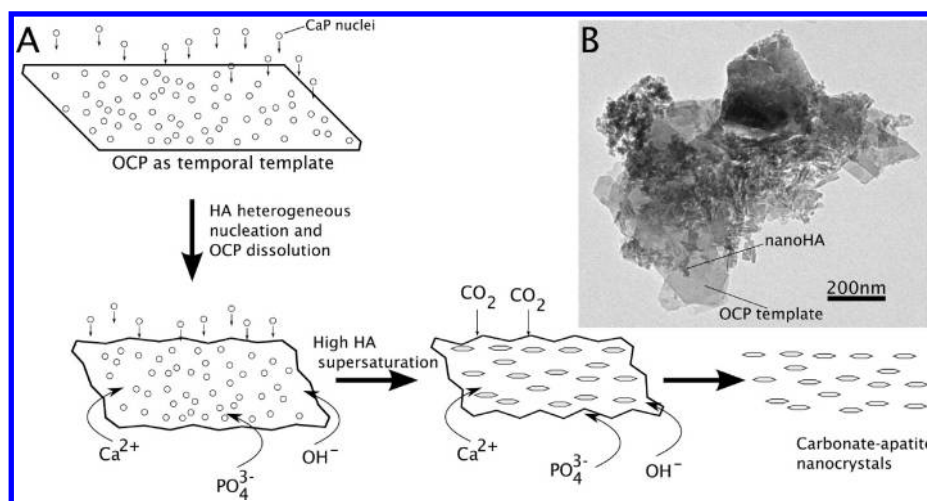 A
CaP nuclei
OCP as temporal template
HA heterogeneous
nucleation and
OCP dissolution
B
nanoHA
200nm
OCP template
Ca2+
PO43-
OH−
High HA
supersaturation
CO2
CO2
Ca2+
PO43-
OH−
Carbonate-apatite
nanocrystals